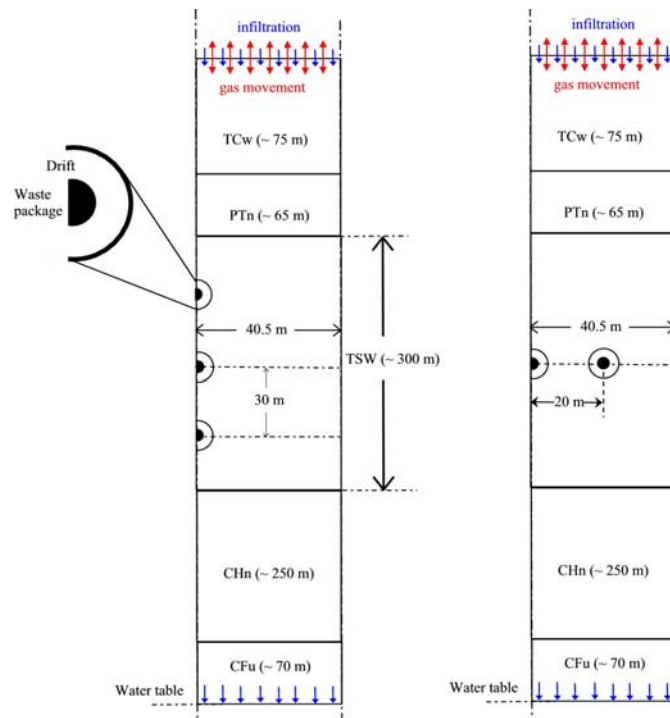 infiltration
gas movement
TCw (~ 75 m)
PTn (~ 65 m)
Drift
Waste
package
40.5 m
TSW (~ 300 m)
30 m
CHn (~ 250 m)
CFu (~ 70 m)
Water table
infiltration
gas movement
TCw (~ 75 m)
PTn (~ 65 m)
40.5 m
20 m
CHn (~ 250 m)
CFu (~ 70 m)
Water table